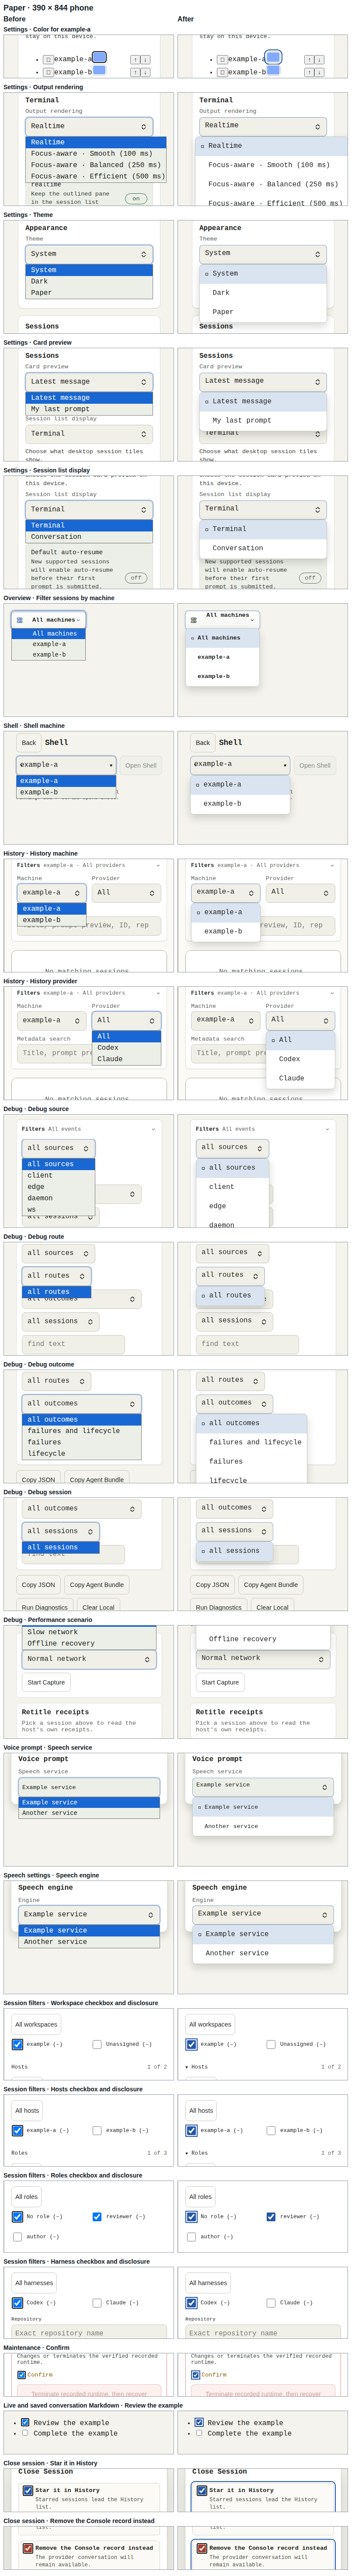 Paper · 390 × 844 phone
Before After
Settings · Color for example-a
stay on this device. stay on this device.
example-a ↑ ↓ example-a ↑ ↓
example-b ↑ ↓ example-b ↑ ↓
Settings · Output rendering
Terminal Terminal
Output rendering Output rendering
Realtime Realtime
Realtime Realtime
Focus-aware · Smooth (100 ms) Focus-aware · Smooth (100 ms)
Focus-aware · Balanced (250 ms) Focus-aware · Balanced (250 ms)
Focus-aware · Efficient (500 ms) Focus-aware · Efficient (500 ms)
realtime
Keep the outlined pane
in the session list on
Settings · Theme
Appearance Appearance
Theme Theme
System System
System System
Dark Dark
Paper Paper
Sessions Sessions
Settings · Card preview
Sessions Sessions
Card preview Card preview
Latest message Latest message
Latest message Latest message
My last prompt My last prompt
Session list display
Terminal Terminal
Choose what desktop session tiles Choose what desktop session tiles
show. show.
Settings · Session list display
this device. this device.
Session list display Session list display
Terminal Terminal
Terminal Terminal
Conversation Conversation
Default auto-resume
New supported sessions New supported sessions
will enable auto-resume will enable auto-resume
before their first off before their first off
prompt is submitted. prompt is submitted.
Overview · Filter sessions by machine
All machines All machines
All machines All machines
example-a example-a
example-b example-b
Shell · Shell machine
Back Shell Back Shell
example-a Open Shell example-a Open Shell
example-a example-a
example-b example-b
History · History machine
Filters example-a · All providers Filters example-a · All providers
Machine Provider Machine Provider
example-a All example-a All
example-a example-a
example-b preview, ID, rep example-b preview, ID, rep
No matching sessions No matching sessions
History · History provider
Filters example-a · All providers Filters example-a · All providers
Machine Provider Machine Provider
example-a All example-a All
Metadata search All Metadata search All
Title, prompt pre Codex Title, prompt pre Codex
Claude Claude
No matching sessions No matching sessions
Debug · Debug source
Filters All events Filters All events
all sources all sources
all sources all sources
client client
edge edge
daemon daemon
ws
all sessions
Debug · Debug route
all sources all sources
all routes all routes
all routes all routes
all outcomes
all sessions all sessions
find text find text
Debug · Debug outcome
all routes all routes
all outcomes all outcomes
all outcomes all outcomes
failures and lifecycle failures and lifecycle
failures failures
lifecycle lifecycle
Copy JSON Copy Agent Bundle Copy JSON Copy Agent Bundle
Debug · Debug session
all outcomes all outcomes
all sessions all sessions
all sessions all sessions
find text
Copy JSON Copy Agent Bundle Copy JSON Copy Agent Bundle
Run Diagnostics Clear Local Run Diagnostics Clear Local
Debug · Performance scenario
Slow network
Offline recovery Offline recovery
Normal network Normal network
Start Capture Start Capture
Retitle receipts Retitle receipts
Pick a session above to read the Pick a session above to read the
host's own receipts. host's own receipts.
Voice prompt · Speech service
Voice prompt Voice prompt
Speech service Speech service
Example service Example service
Example service Example service
Another service Another service
Speech settings · Speech engine
Speech engine Speech engine
Engine Engine
Example service Example service
Example service Example service
Another service Another service
Session filters · Workspace checkbox and disclosure
All workspaces All workspaces
example (—) Unassigned (—) example (—) Unassigned (—)
Hosts 1 of 2 Hosts 1 of 2
Session filters · Hosts checkbox and disclosure
All hosts All hosts
example-a (—) example-b (—) example-a (—) example-b (—)
Roles 1 of 3 Roles 1 of 3
Session filters · Roles checkbox and disclosure
All roles All roles
No role (—) reviewer (—) No role (—) reviewer (—)
author (—) author (—)
Session filters · Harness checkbox and disclosure
All harnesses All harnesses
Codex (—) Claude (—) Codex (—) Claude (—)
Repository Repository
Exact repository name Exact repository name
Maintenance · Confirm
Changes or terminates the verified recorded Changes or terminates the verified recorded
runtime. runtime.
Confirm Confirm
Terminate recorded runtime, then recover Terminate recorded runtime, then recover
Live and saved conversation Markdown · Review the example
Review the example Review the example
Complete the example Complete the example
Close session · Star it in History
Close Session Close Session
Star it in History Star it in History
Starred sessions lead the History Starred sessions lead the History
list. list.
Close session · Remove the Console record instead
list. list.
Remove the Console record instead Remove the Console record instead
The provider conversation will The provider conversation will
remain available. remain available.